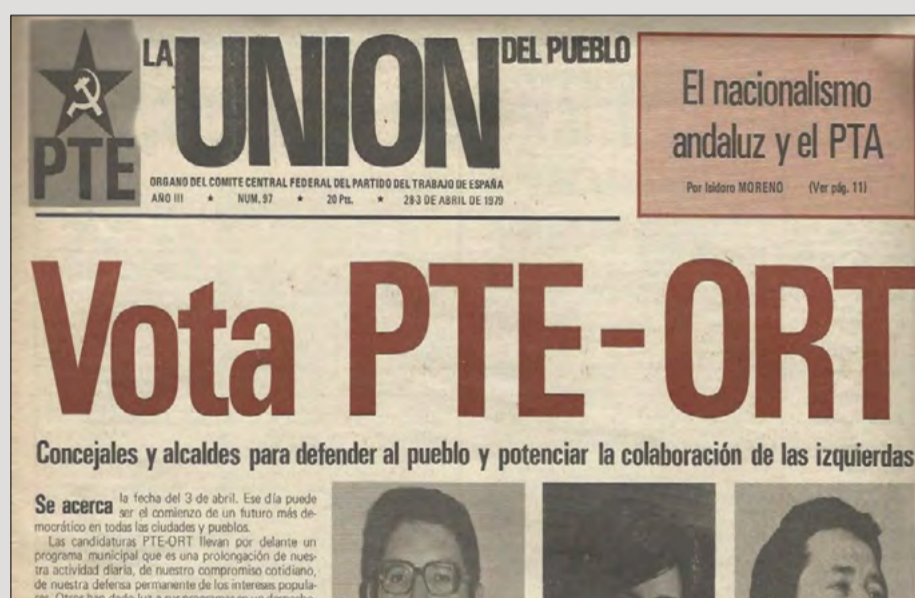 PTE
LA UNION DEL PUEBLO
ORGANO DEL COMITE CENTRAL FEDERAL DEL PARTIDO DEL TRABAJO DE ESPAÑA
AÑO III ★ NUM. 97 ★ 20 Pts. ★ 28-3 DE ABRIL DE 1979
El nacionalismo
andaluz y el PTA
Por Isidoro MORENO (Ver pág. 11)
Vota PTE-ORT
Concejales y alcaldes para defender al pueblo y potenciar la colaboración de las izquierdas
Se acerca la fecha del 3 de abril. Ese día puede
ser el comienzo de un futuro más de-
mocrático en todas las ciudades y pueblos.
Las candidaturas PTE-ORT llevan por delante un
programa municipal que es una prolongación de nues-
tra actividad diaria, de nuestro compromiso cotidiano,
de nuestra defensa permanente de los intereses popula-